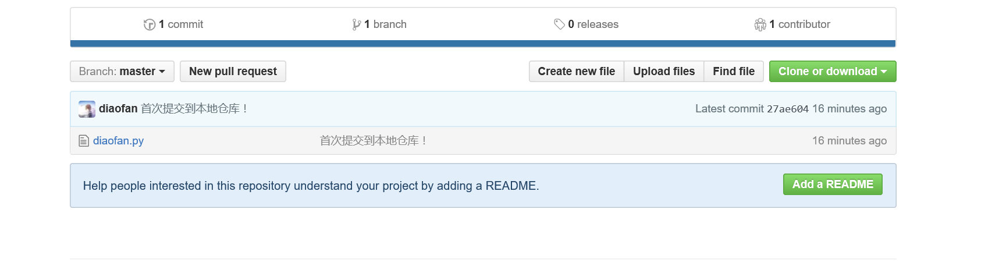 1 commit 1 branch 0 releases 1 contributor
Branch: master New pull request Create new file Upload files Find file Clone or download
diaofan 首次提交到本地仓库！ Latest commit 27ae604 16 minutes ago
diaofan.py 首次提交到本地仓库！ 16 minutes ago
Help people interested in this repository understand your project by adding a README. Add a README